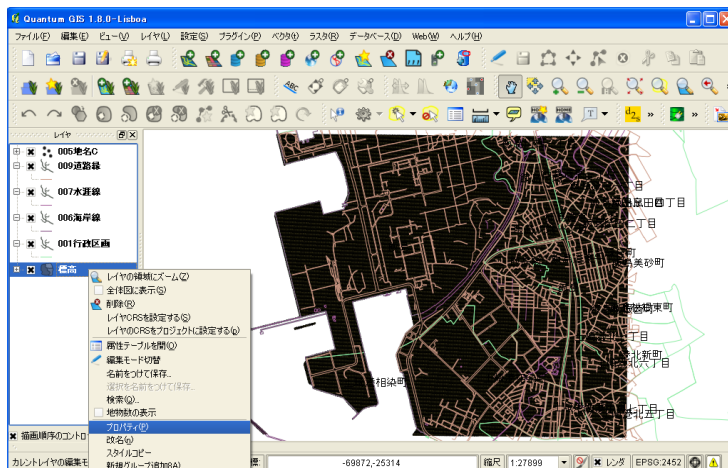 Quantum GIS 1.8.0-Lisboa
ファイル(F) 編集(E) ビュー(V) レイヤ(L) 設定(S) プラグイン(P) ベクタ(t) ラスタ(R) データベース(D) Web(W) ヘルプ(H)
ABC
T
レイヤ
005地名C
009道路縁
007水涯線
006海岸線
001行政区画
標高
レイヤの領域にズーム(Z)
全体図に表示(S)
削除(R)
レイヤCRSを設定する(S)
レイヤのCRSをプロジェクトに設定する(p)
属性テーブルを開(O)
編集モード切替
名前をつけて保存...
選択を名前をつけて保存...
検索(Q)...
地物数の表示
プロパティ(P)
改名(n)
スタイルコピー
新規グループ追加&A)
描画順序のコントロ
カレントレイヤの編集モ
標:
-69872,-25314
縮尺
1:27899
レンダ
EPSG:2452
相染町
美砂町
東町
北新町